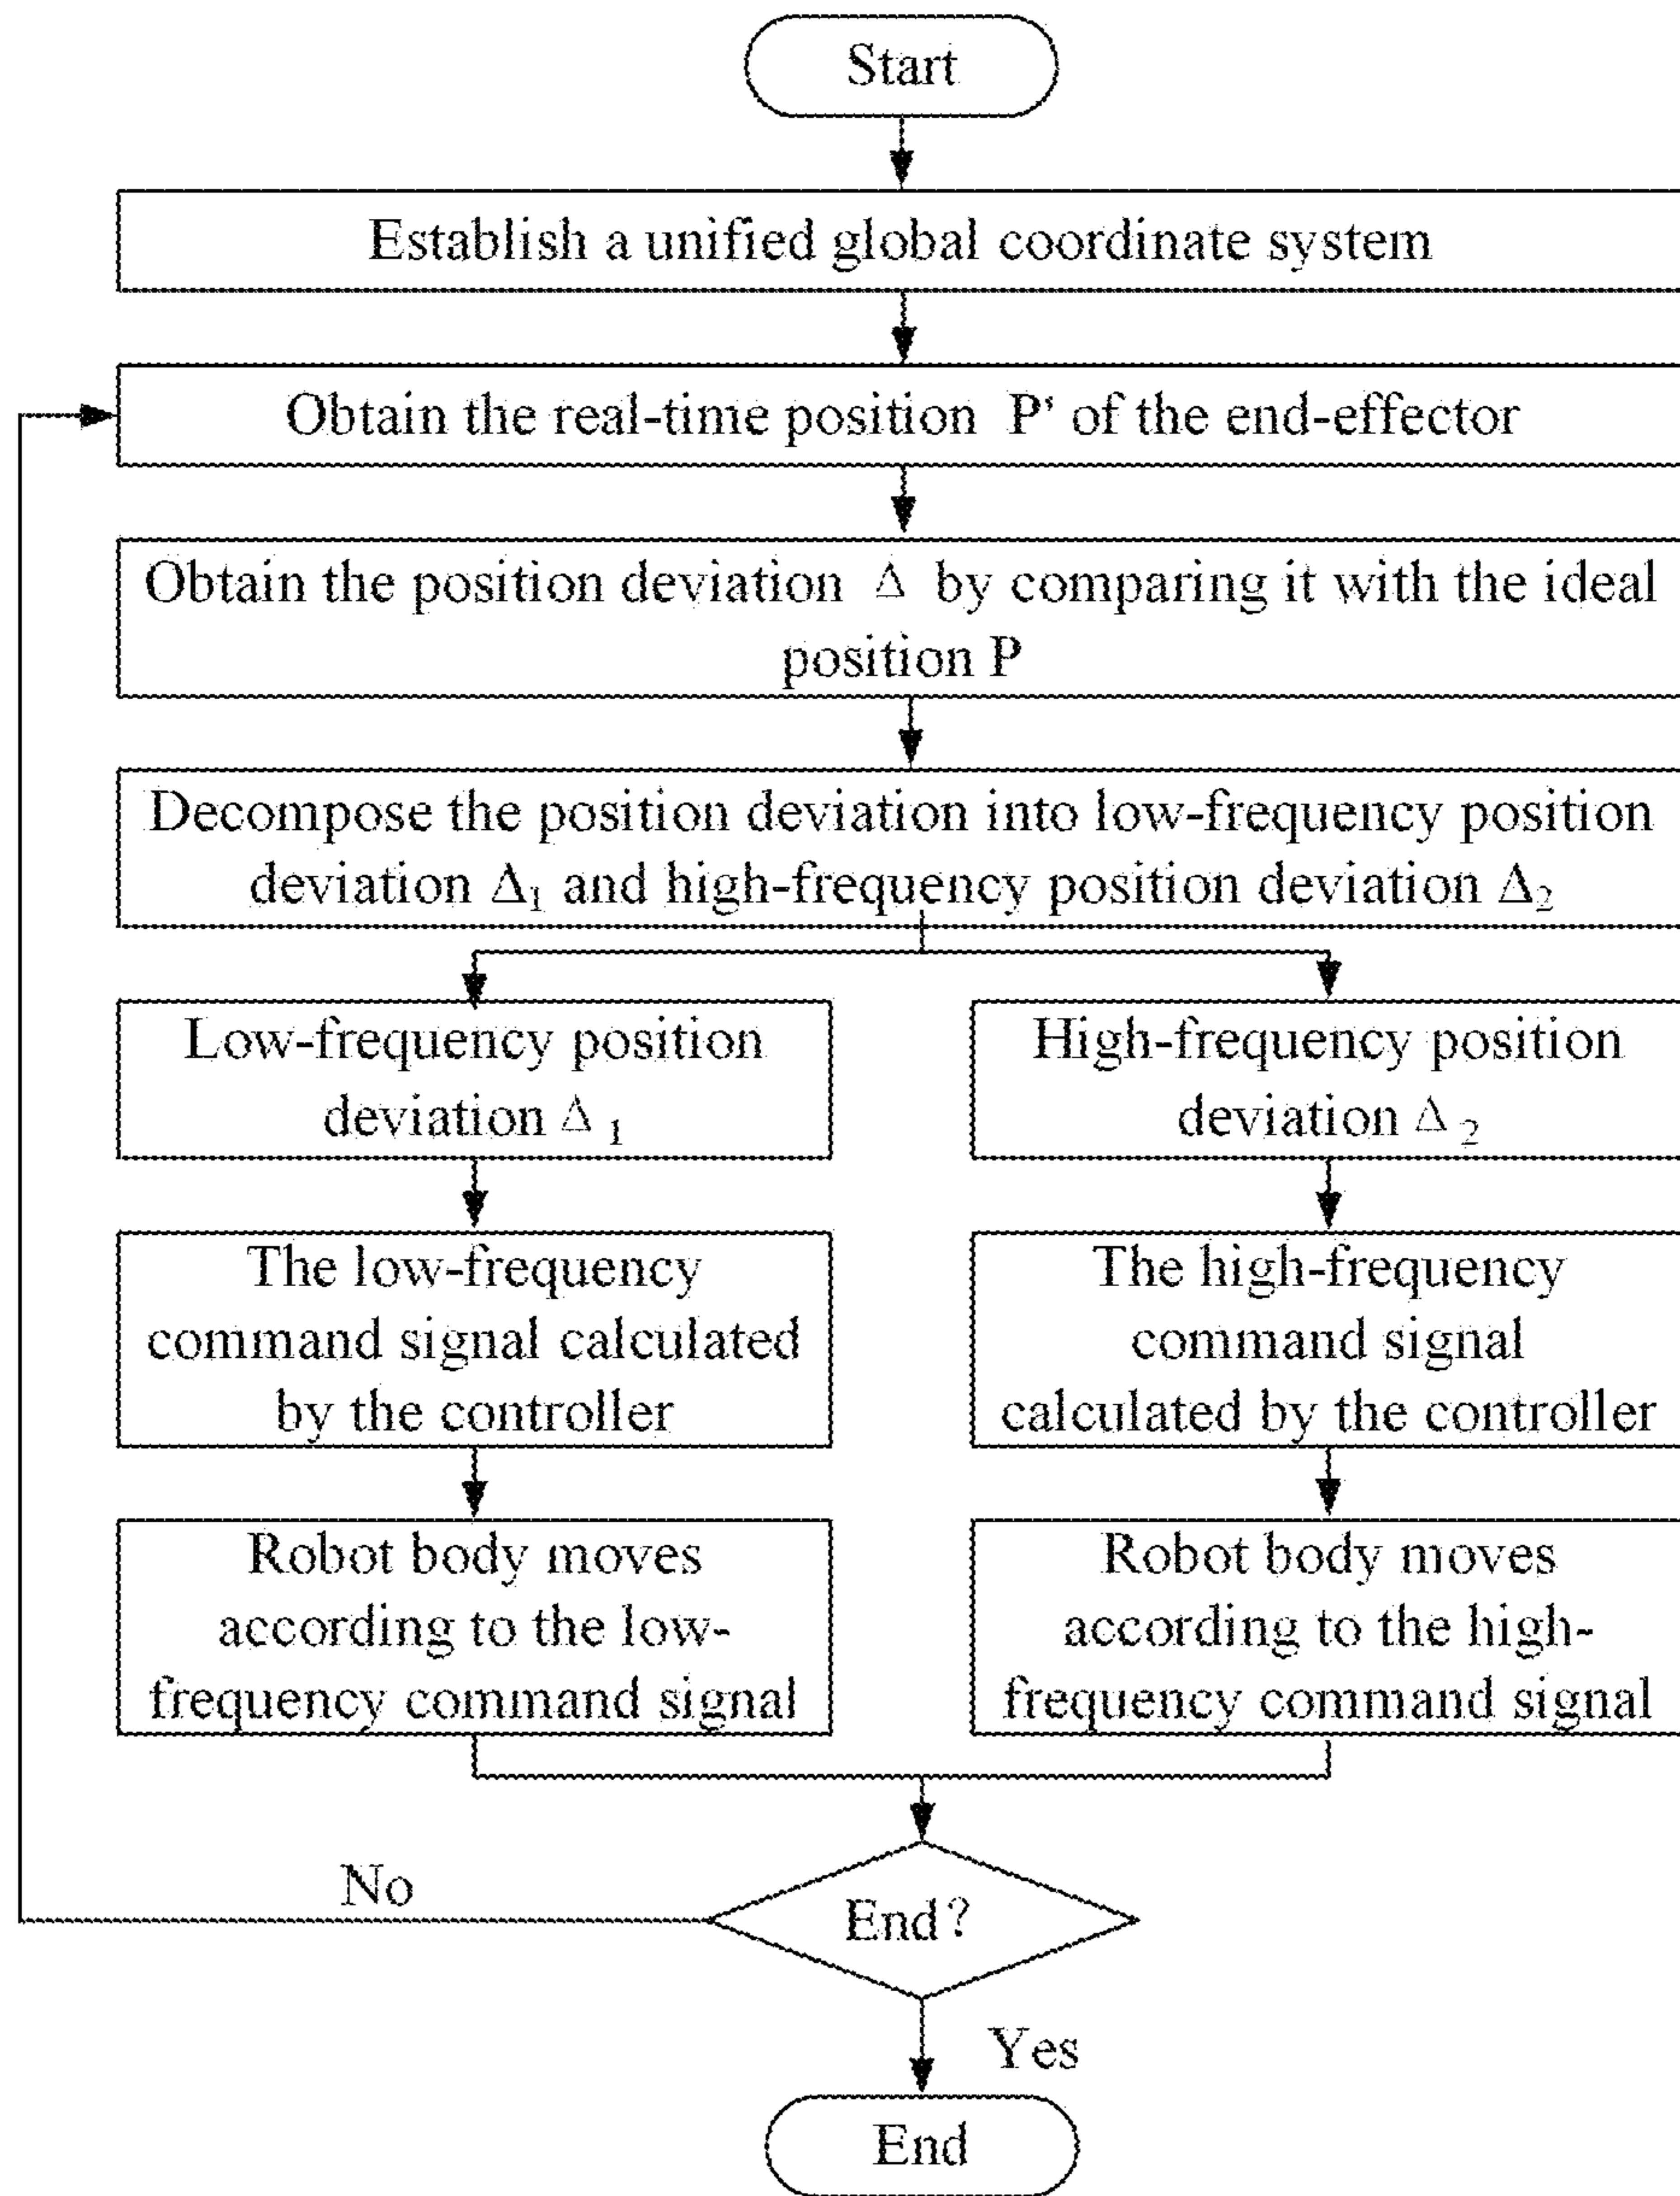 Start
Establish a unified global coordinate system
Obtain the real-time position P' of the end-effector
Obtain the position deviation Δ by comparing it with the ideal
position P
Decompose the position deviation into low-frequency position
deviation Δ₁ and high-frequency position deviation Δ₂
Low-frequency position
deviation Δ ₁
High-frequency position
deviation Δ ₂
The low-frequency
command signal calculated
by the controller
The high-frequency
command signal
calculated by the controller
Robot body moves
according to the low-
frequency command signal
Robot body moves
according to the high-
frequency command signal
No
End?
Yes
End